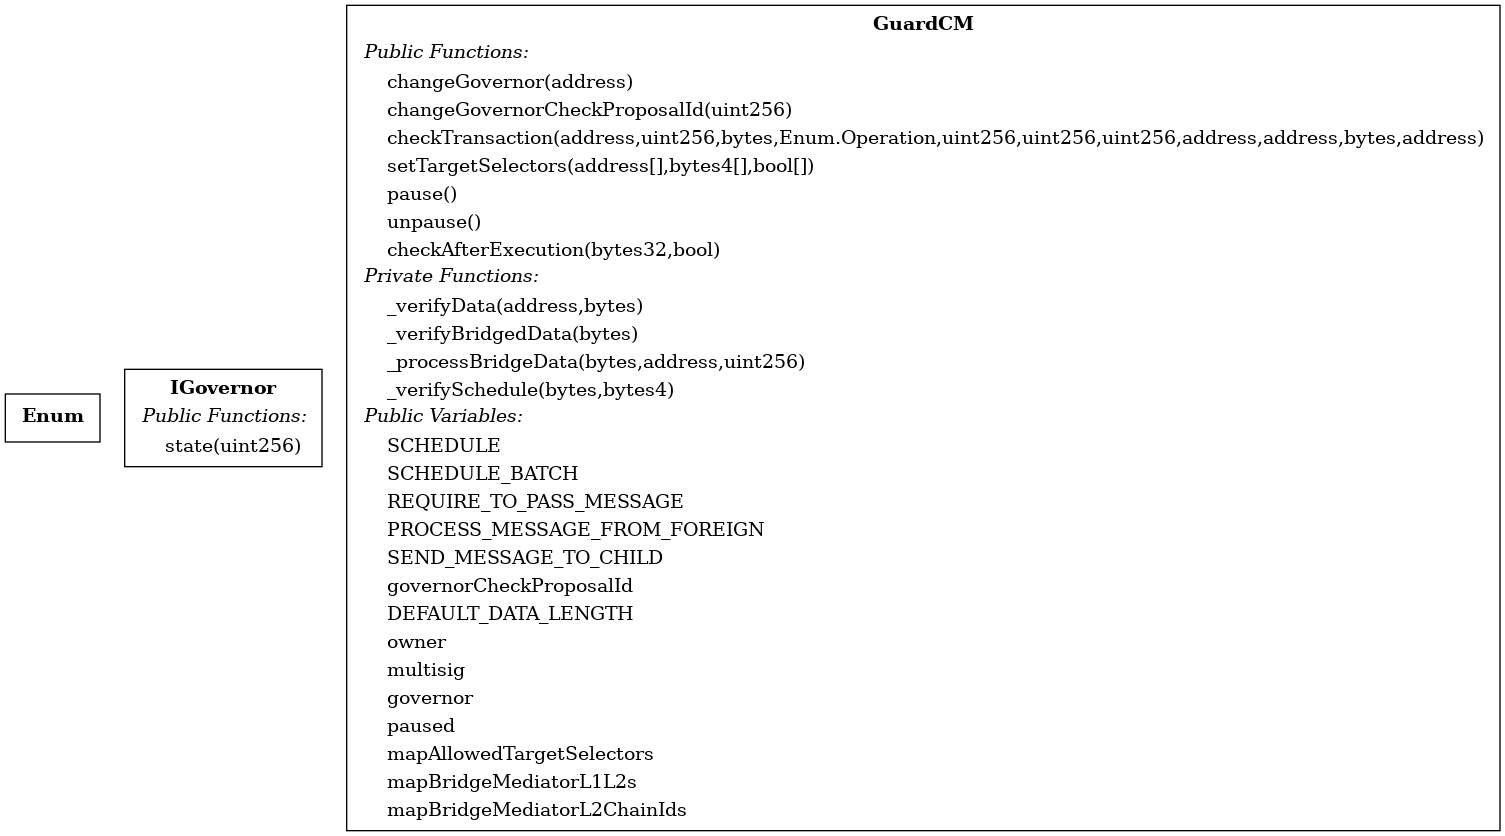 Enum
IGovernor
Public Functions:
state(uint256)
GuardCM
Public Functions:
changeGovernor(address)
changeGovernorCheckProposalId(uint256)
checkTransaction(address,uint256,bytes,Enum.Operation,uint256,uint256,uint256,address,address,bytes,address)
setTargetSelectors(address[],bytes4[],bool[])
pause()
unpause()
checkAfterExecution(bytes32,bool)
Private Functions:
_verifyData(address,bytes)
_verifyBridgedData(bytes)
_processBridgeData(bytes,address,uint256)
_verifySchedule(bytes,bytes4)
Public Variables:
SCHEDULE
SCHEDULE_BATCH
REQUIRE_TO_PASS_MESSAGE
PROCESS_MESSAGE_FROM_FOREIGN
SEND_MESSAGE_TO_CHILD
governorCheckProposalId
DEFAULT_DATA_LENGTH
owner
multisig
governor
paused
mapAllowedTargetSelectors
mapBridgeMediatorL1L2s
mapBridgeMediatorL2ChainIds